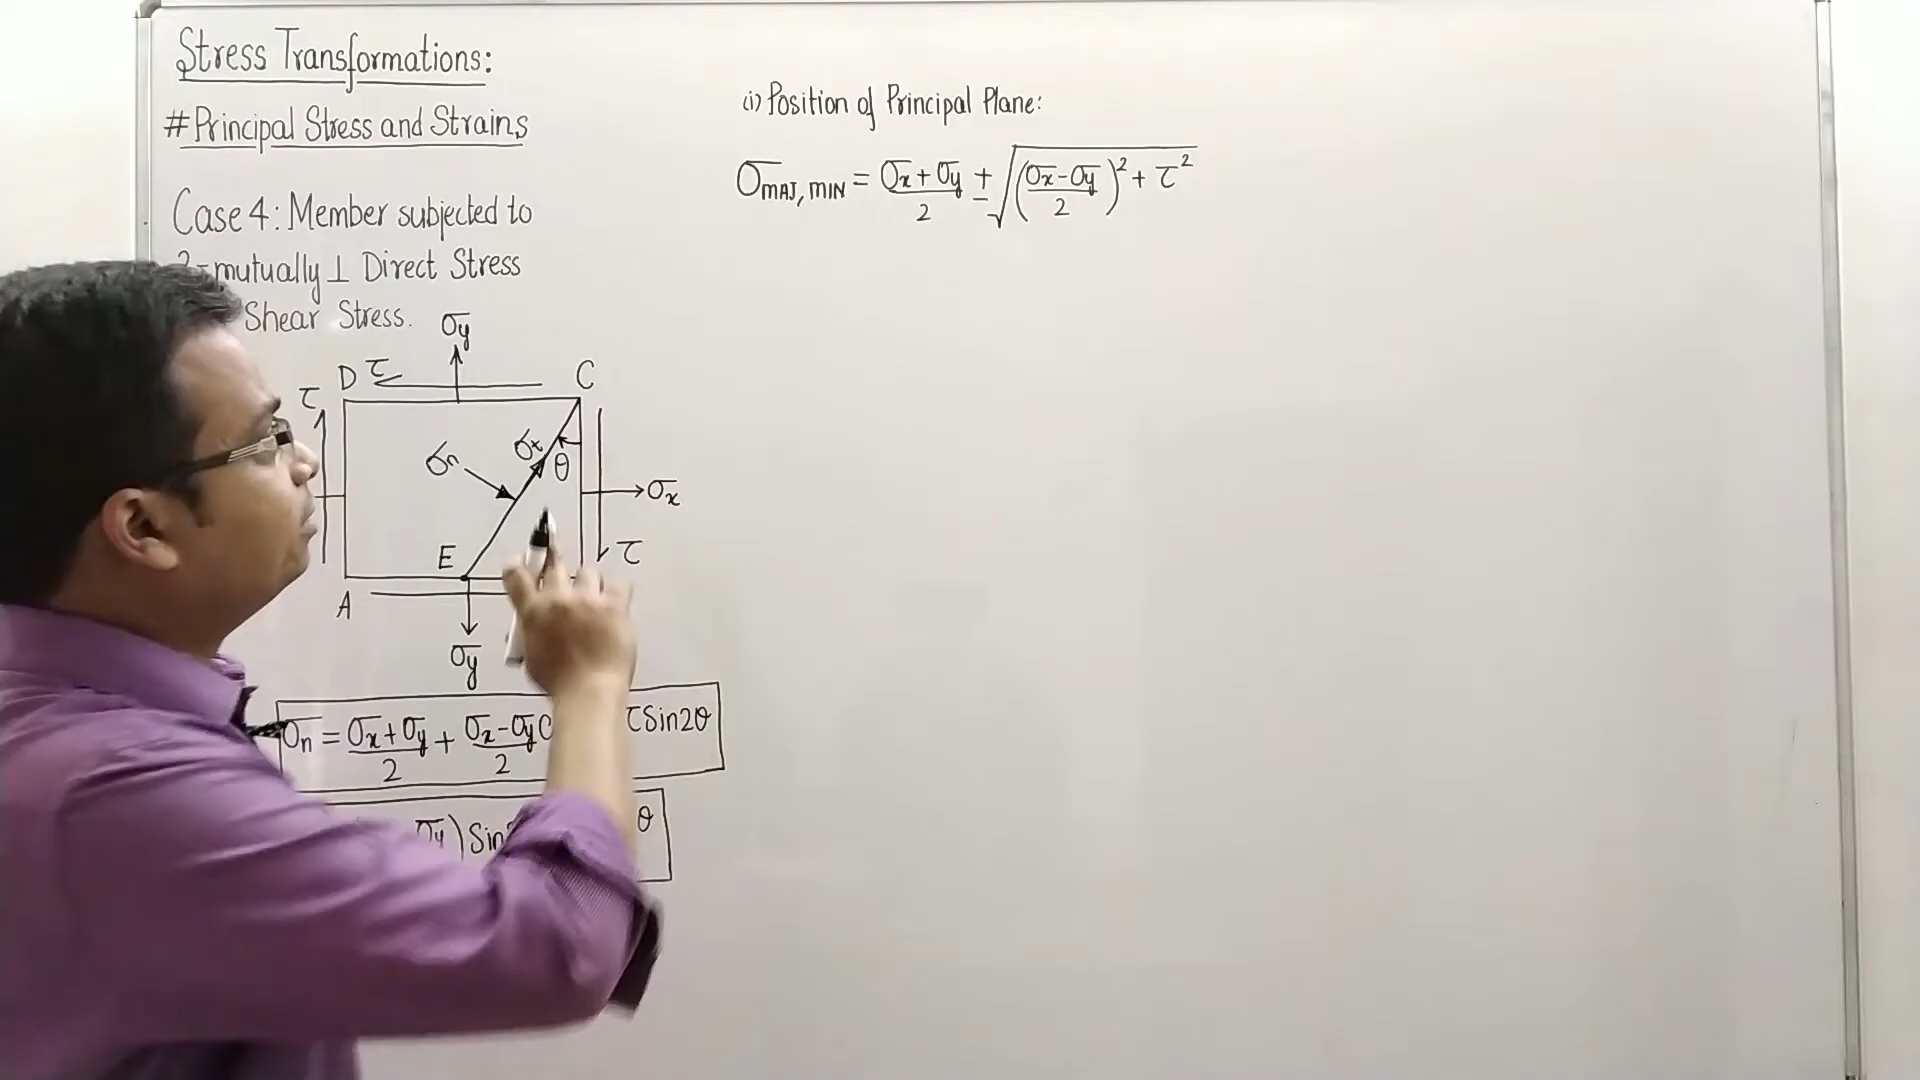 Stress Transformations:
#Principal Stress and Strains
Case 4: Member subjected to
mutually ⊥ Direct Stress
Shear Stress.
σy
D τ C
τ
σn σt θ
σx
E τ
A
σy
σn = σx+σy/2 + σx-σy/2 C τSin2θ
σy) Sin θ
(i) Position of Principal Plane:
σMAJ, MIN = σx+σy/2 ± √(σx-σy/2)² + τ²